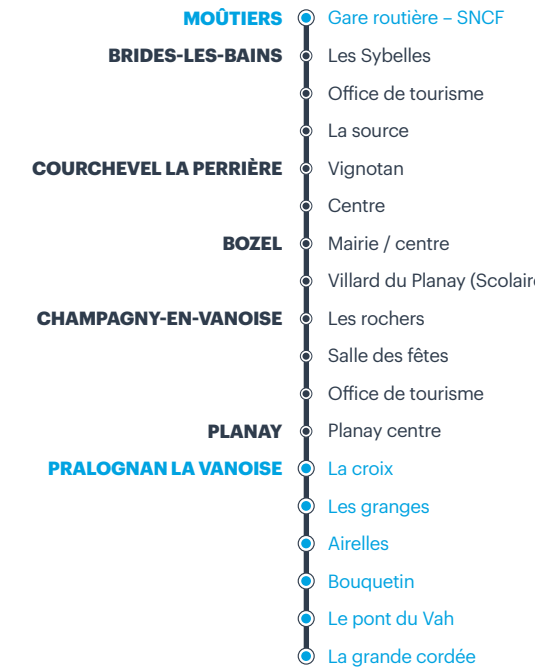 MOÛTIERS Gare routière – SNCF
BRIDES-LES-BAINS Les Sybelles
Office de tourisme
La source
COURCHEVEL LA PERRIÈRE Vignotan
Centre
BOZEL Mairie / centre
Villard du Planay (Scolaire
CHAMPAGNY-EN-VANOISE Les rochers
Salle des fêtes
Office de tourisme
PLANAY Planay centre
PRALOGNAN LA VANOISE La croix
Les granges
Airelles
Bouquetin
Le pont du Vah
La grande cordée